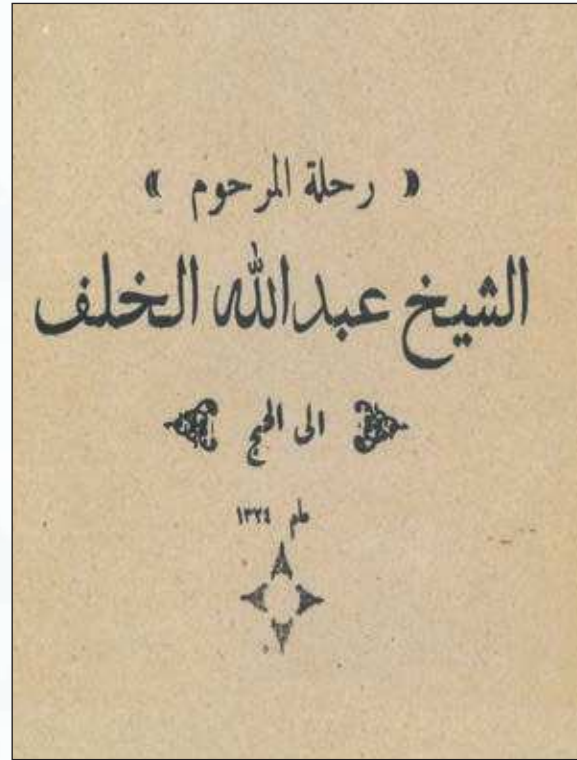 « رحلة المرحوم »
الشيخ عبدالله الخلف
الى الحج
عام ١٣٢٤